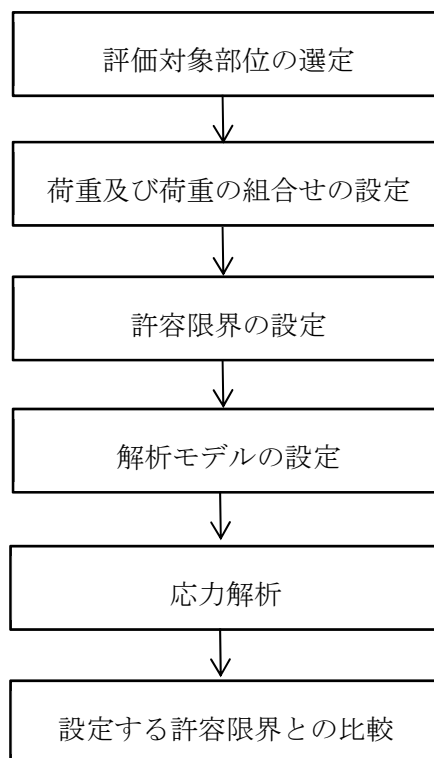 評価対象部位の選定
荷重及び荷重の組合せの設定
許容限界の設定
解析モデルの設定
応力解析
設定する許容限界との比較